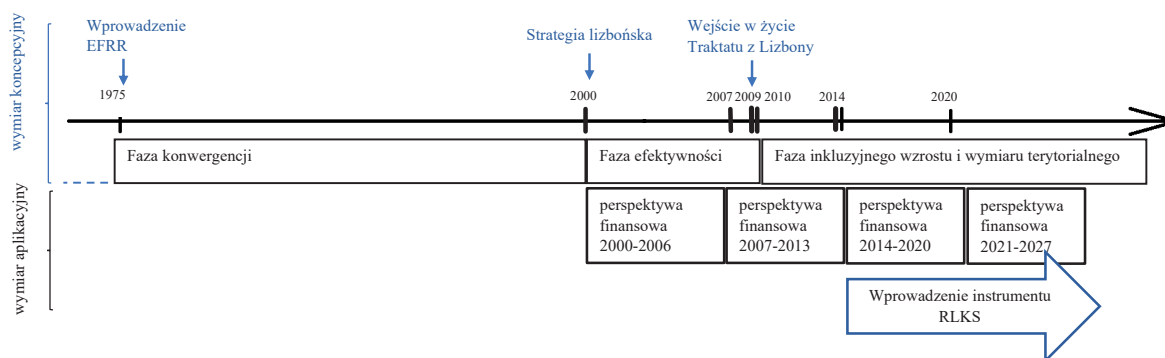 wymiar koncepcyjny
Wprowadzenie
EFRR
Strategia lizbońska
Wejście w życie
Traktatu z Lizbony
1975
2000
2007
2009
2010
2014
2020
Faza konwergencji
Faza efektywności
Faza inkluzyjnego wzrostu i wymiaru terytorialnego
wymiar aplikacyjny
perspektywa
finansowa
2000-2006
perspektywa
finansowa
2007-2013
perspektywa
finansowa
2014-2020
perspektywa
finansowa
2021-2027
Wprowadzenie instrumentu
RLKS